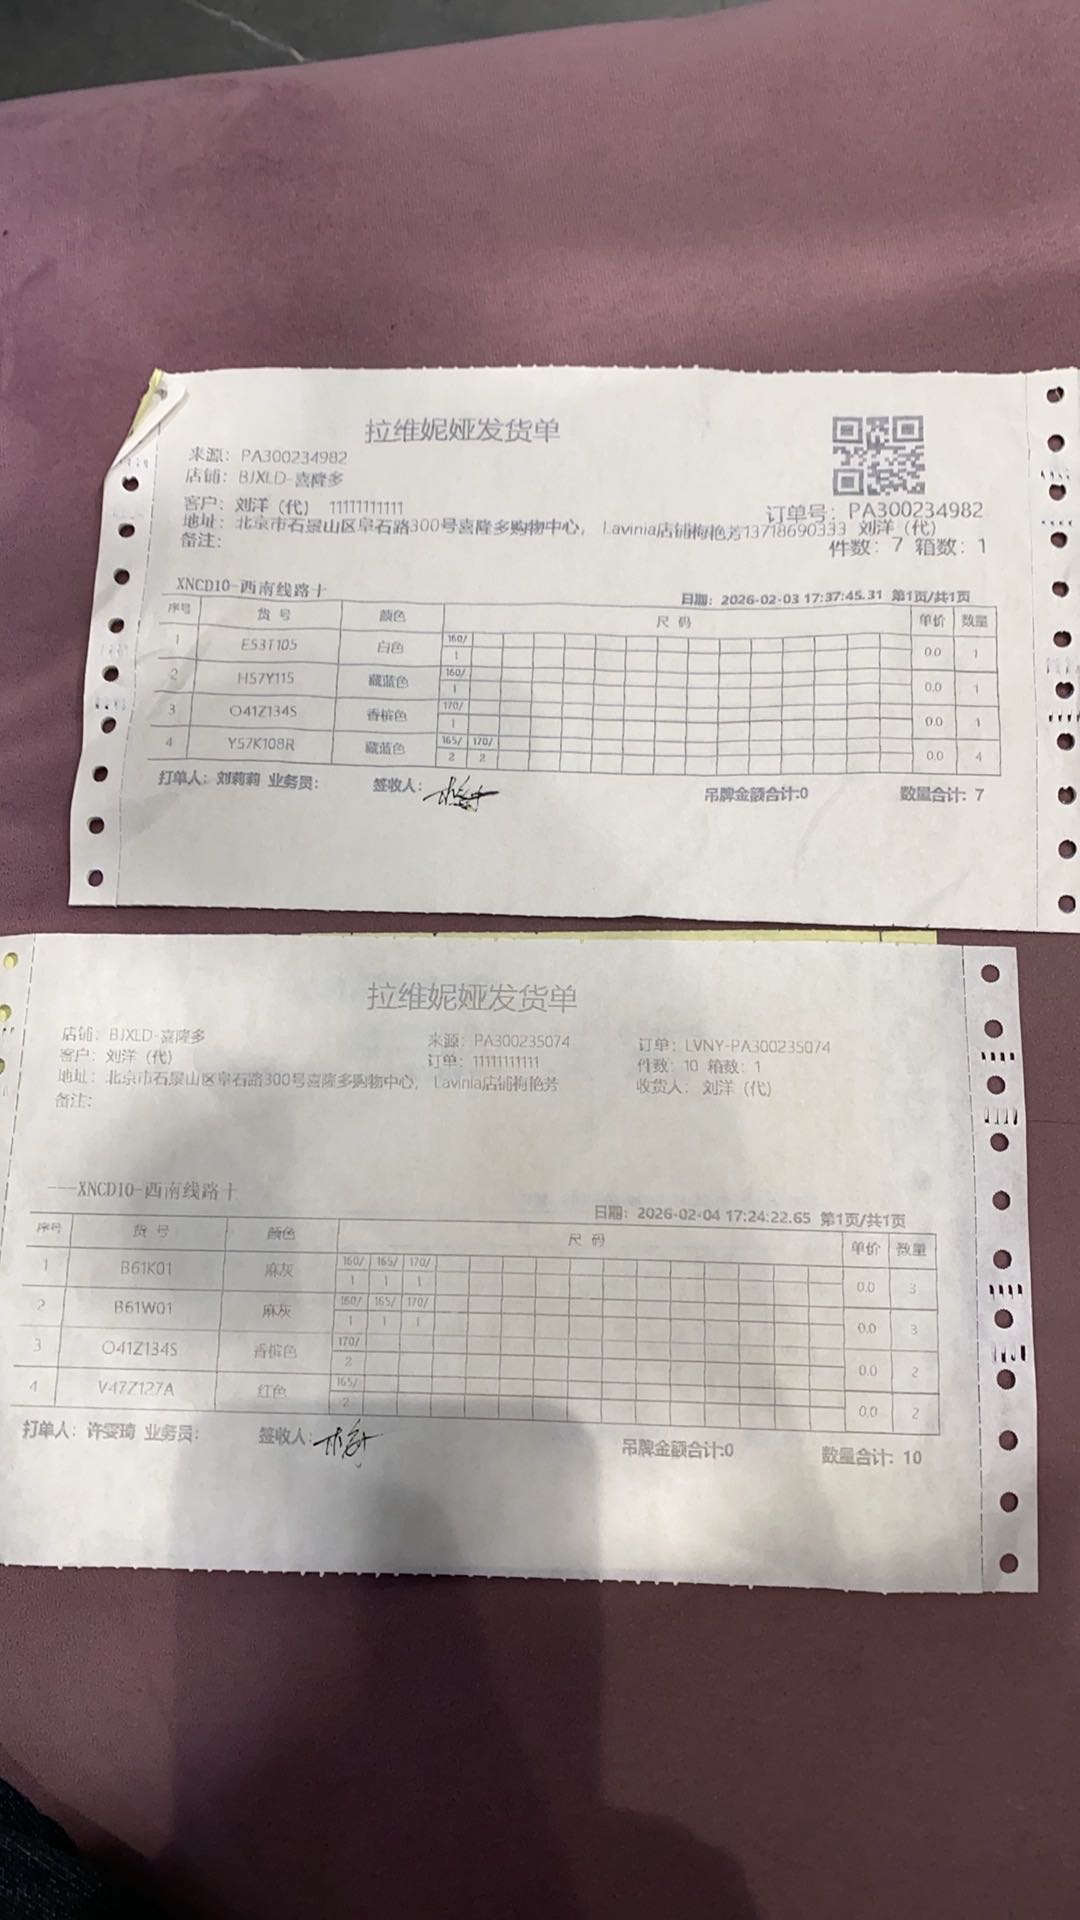 拉维妮娅发货单
来源：PA300234982
店铺：BJXLD-喜隆多
客户：刘洋（代） 11111111111
订单号：PA300234982
地址：北京市石景山区阜石路300号喜隆多购物中心， Lavinia店铺梅艳芳13718690333 刘洋（代）
备注：
件数：7 箱数：1
XNCD10-西南线路十
日期：2026-02-03 17:37:45.31 第1页/共1页
序号 货号 颜色 尺码 单价 数量
1 E53T105 白色 160/ 1 0.0 1
2 H57Y115 藏蓝色 160/ 1 0.0 1
3 O41Z134S 香槟色 170/ 1 0.0 1
4 Y57K108R 藏蓝色 165/ 170/ 2 2 0.0 4
打单人：刘莉莉 业务员： 签收人： 吊牌金额合计:0 数量合计：7
拉维妮娅发货单
店铺：BJXLD-喜隆多 来源：PA300235074 订单：LVNY-PA300235074
客户：刘洋（代） 订单：11111111111 件数：10 箱数：1
地址：北京市石景山区阜石路300号喜隆多购物中心， Lavinia店铺梅艳芳 收货人： 刘洋（代）
备注：
---XNCD10-西南线路十
日期：2026-02-04 17:24:22.65 第1页/共1页
序号 货号 颜色 尺码 单价 数量
1 B61K01 麻灰 160/ 165/ 170/ 1 1 1 0.0 3
2 B61W01 麻灰 160/ 165/ 170/ 1 1 1 0.0 3
3 O41Z134S 香槟色 170/ 2 0.0 2
4 V47Z127A 红色 165/ 2 0.0 2
打单人：许雯琦 业务员： 签收人： 吊牌金额合计:0 数量合计：10